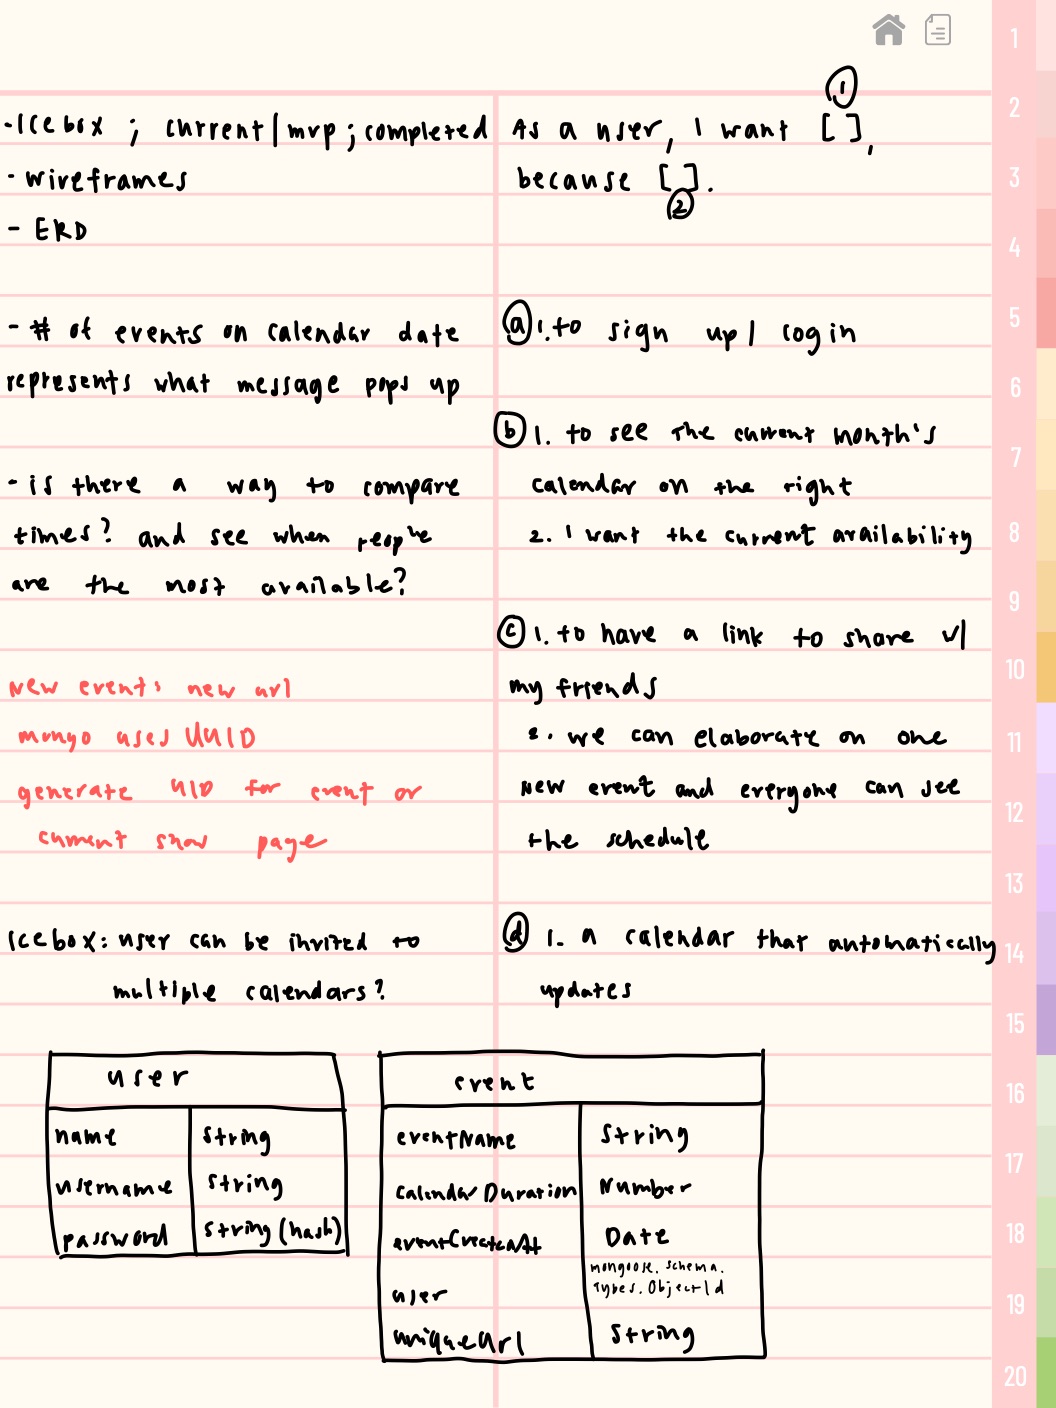 - Icebox ; current/mvp ; completed
- wireframes
- ERD
- # of events on calendar date
represents what message pops up
- is there a way to compare
times? and see when people
are the most available?
New event: new url
mongo uses UUID
generate UID for event or
current show page
Icebox: user can be invited to
multiple calendars?
①
As a user, I want [ ],
because [ ].
②
ⓐ 1. to sign up/ login
ⓑ 1. to see the current month's
calendar on the right
2. I want the current availability
ⓒ 1. to have a link to share w/
my friends
2. we can elaborate on one
new event and everyone can see
the schedule
ⓓ 1. a calendar that automatically
updates
user
name string
username string
password string (hash)
event
eventName String
calendarDuration Number
eventCreateAt Date
user mongoose.schema.
Types.ObjectId
uniqueUrl String
1
2
3
4
5
6
7
8
9
10
11
12
13
14
15
16
17
18
19
20